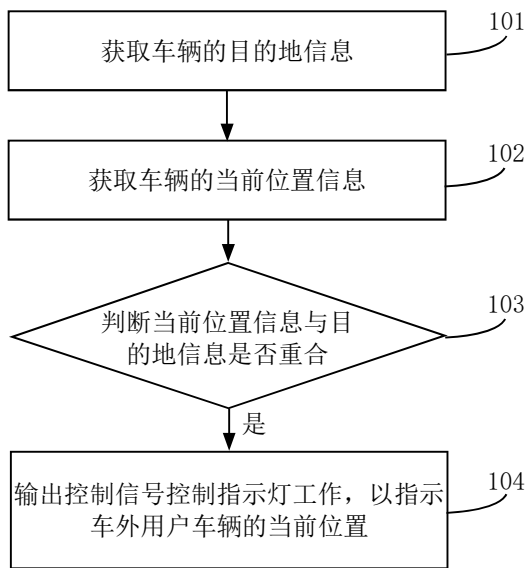 101
获取车辆的目的地信息
102
获取车辆的当前位置信息
103
判断当前位置信息与目
的地信息是否重合
是
104
输出控制信号控制指示灯工作，以指示
车外用户车辆的当前位置